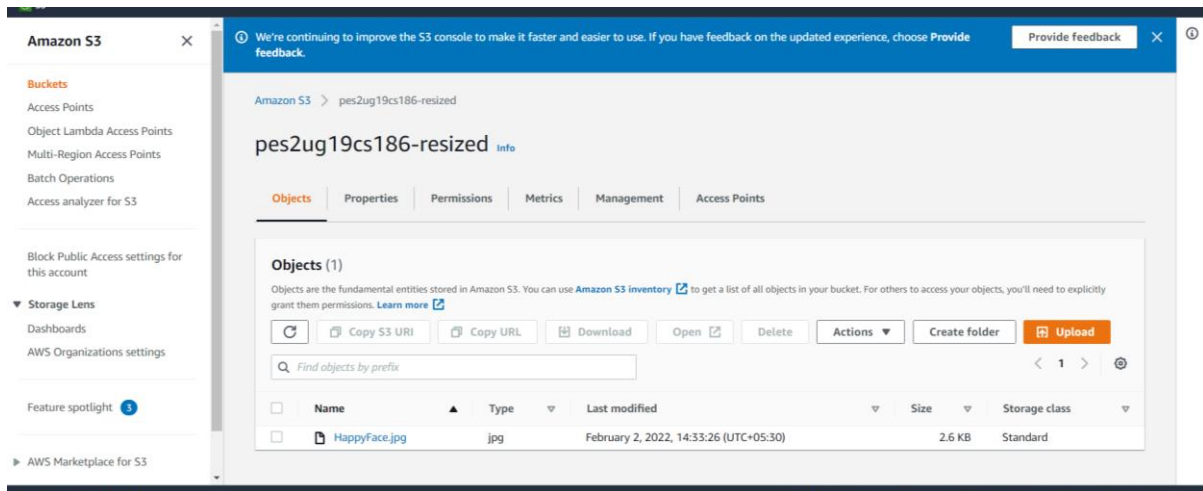 Amazon S3
Buckets
Access Points
Object Lambda Access Points
Multi-Region Access Points
Batch Operations
Access analyzer for S3
Block Public Access settings for
this account
Storage Lens
Dashboards
AWS Organizations settings
Feature spotlight 3
AWS Marketplace for S3
We're continuing to improve the S3 console to make it faster and easier to use. If you have feedback on the updated experience, choose Provide
feedback.
Provide feedback
Amazon S3 > pes2ug19cs186-resized
pes2ug19cs186-resized Info
Objects Properties Permissions Metrics Management Access Points
Objects (1)
Objects are the fundamental entities stored in Amazon S3. You can use Amazon S3 inventory to get a list of all objects in your bucket. For others to access your objects, you'll need to explicitly
grant them permissions. Learn more
Copy S3 URI Copy URL Download Open Delete Actions Create folder Upload
Find objects by prefix
< 1 >
Name Type Last modified Size Storage class
HappyFace.jpg jpg February 2, 2022, 14:33:26 (UTC+05:30) 2.6 KB Standard